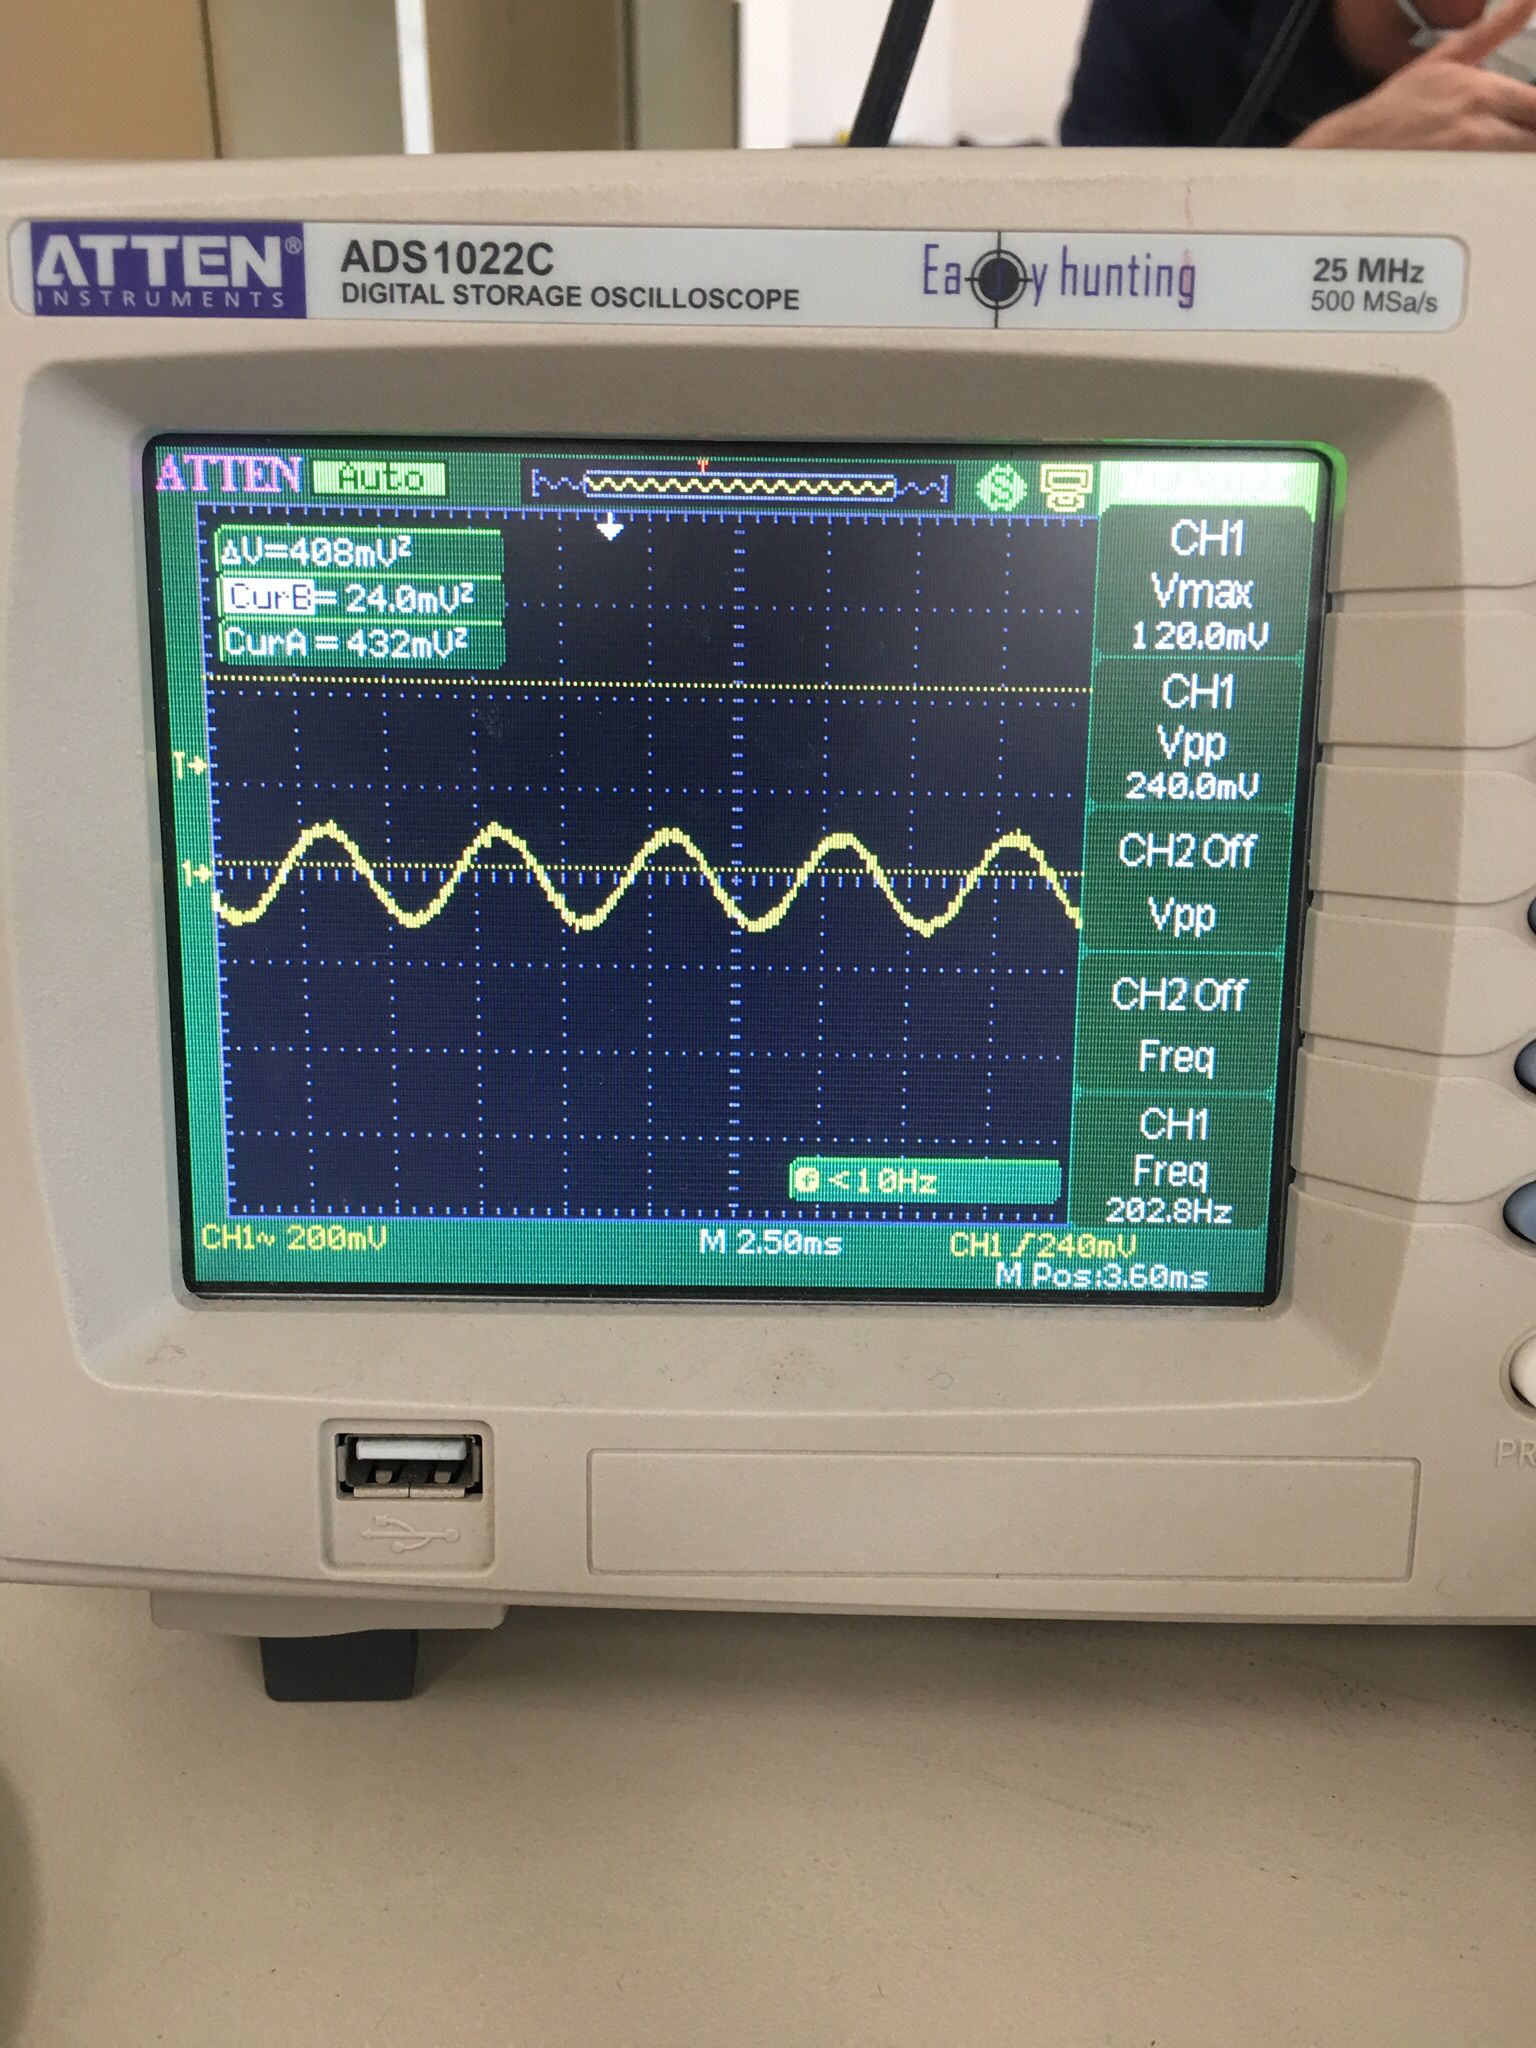 ATTEN®
INSTRUMENTS
ADS1022C
DIGITAL STORAGE OSCILLOSCOPE
Easy hunting
25 MHz
500 MSa/s
ATTEN
Auto
T
S
ΔV=408mV²
CurB= 24.0mV²
CurA = 432mV²
T
1
CH1
Vmax
120.0mV
CH1
Vpp
240.0mV
CH2 Off
Vpp
CH2 Off
Freq
CH1
Freq
202.8Hz
<10Hz
CH1~ 200mV
M 2.50ms
CH1 240mV
M Pos:3.60ms
PR